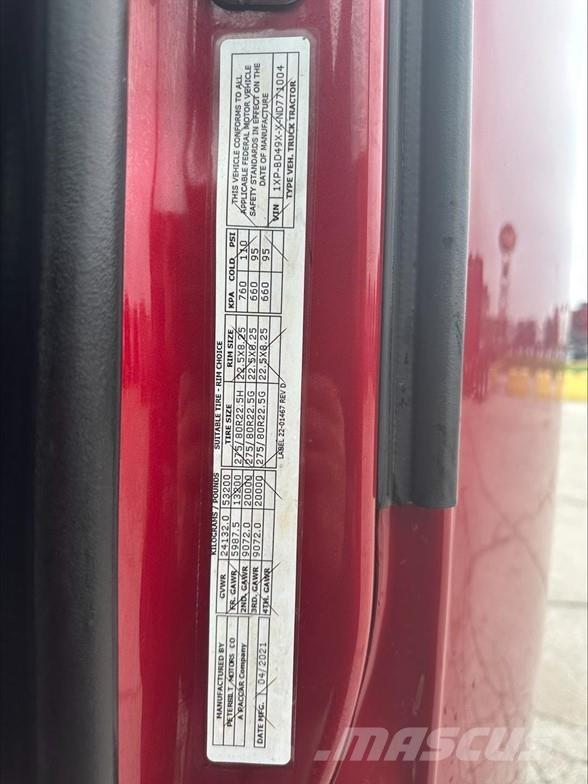 MANUFACTURED BY
PETERBILT MOTORS CO
A PACCAR Company
DATE MFG. 04/2021
KILOGRAMS / POUNDS
GVWR 24132.0 53200
FR. GAWR 5987.5 13200
2ND. GAWR 9072.0 20000
3RD. GAWR 9072.0 20000
4TH. GAWR
SUITABLE TIRE - RIM CHOICE
TIRE SIZE RIM SIZE KPA COLD PSI
275/80R22.5H 22.5X8.25 760 110
275/80R22.5G 22.5X8.25 660 95
275/80R22.5G 22.5X8.25 660 95
LABEL 22-01467 REV D
THIS VEHICLE CONFORMS TO ALL
APPLICABLE FEDERAL MOTOR VEHICLE
SAFETY STANDARDS IN EFFECT ON THE
DATE OF MANUFACTURE
VIN 1XP-BD49X-X-ND771004
TYPE VEH. TRUCK TRACTOR
MASCUS